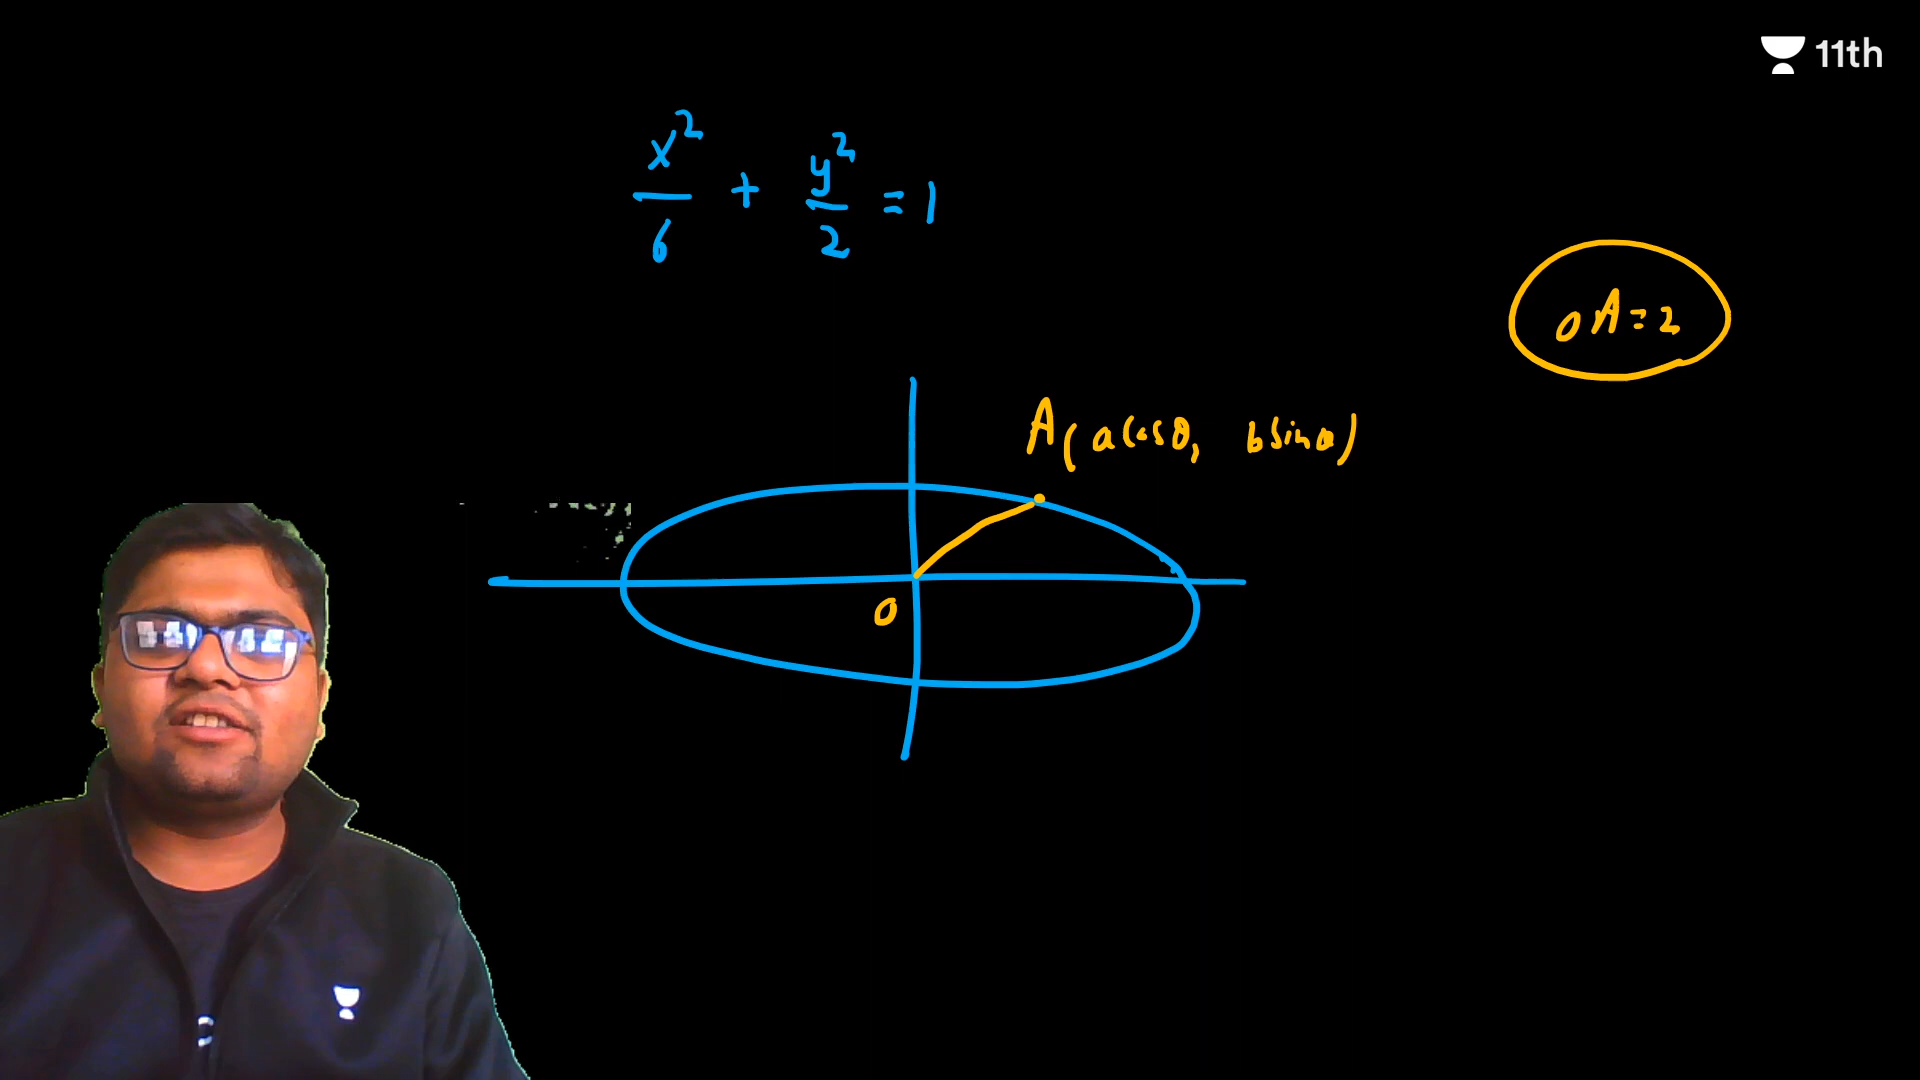 11th
x²/6 + y²/2 = 1
OA = 2
A(a cosθ, b sinθ)
O